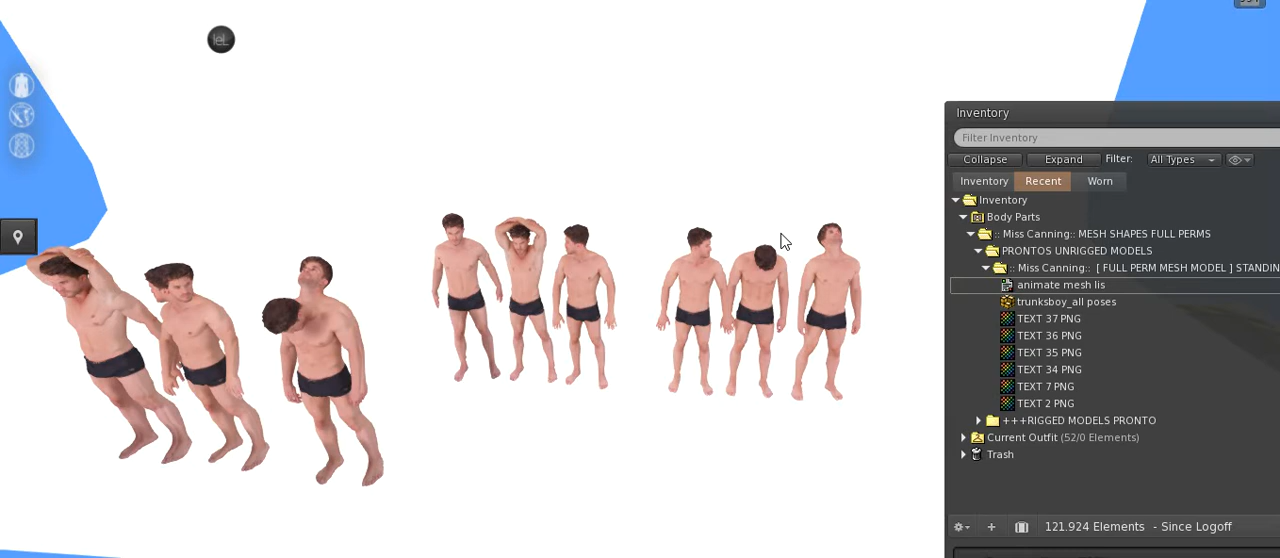 leL
Inventory
Filter Inventory
Collapse Expand Filter: All Types
Inventory Recent Worn
Inventory
Body Parts
:: Miss Canning:: MESH SHAPES FULL PERMS
PRONTOS UNRIGGED MODELS
:: Miss Canning:: [ FULL PERM MESH MODEL ] STANDIN
animate mesh lis
trunksboy_all poses
TEXT 37 PNG
TEXT 36 PNG
TEXT 35 PNG
TEXT 34 PNG
TEXT 7 PNG
TEXT 2 PNG
+++RIGGED MODELS PRONTO
Current Outfit (52/0 Elements)
Trash
121.924 Elements - Since Logoff